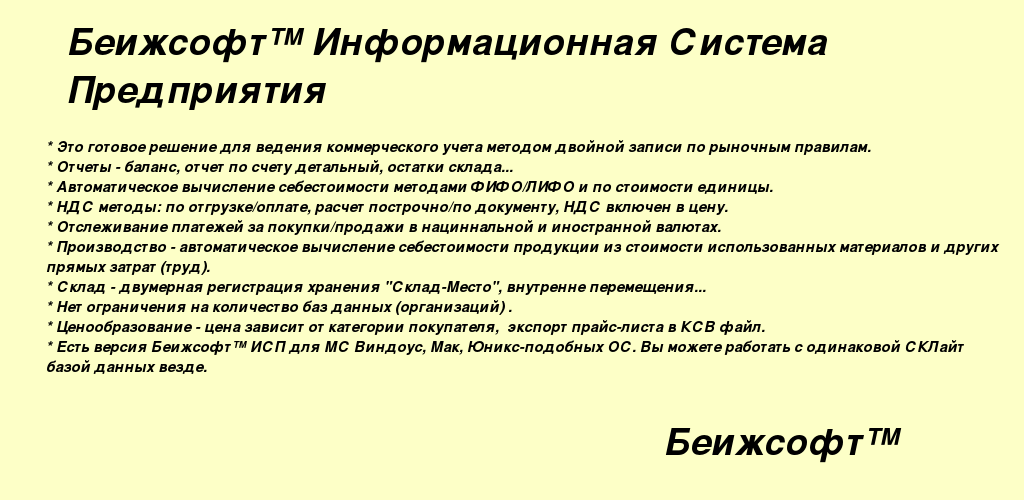 Беижсофт™ Информационная Система
Предприятия
* Это готовое решение для ведения коммерческого учета методом двойной записи по рыночным правилам.
* Отчеты - баланс, отчет по счету детальный, остатки склада...
* Автоматическое вычисление себестоимости методами ФИФО/ЛИФО и по стоимости единицы.
* НДС методы: по отгрузке/оплате, расчет построчно/по документу, НДС включен в цену.
* Отслеживание платежей за покупки/продажи в нациннальной и иностранной валютах.
* Производство - автоматическое вычисление себестоимости продукции из стоимости использованных материалов и других
прямых затрат (труд).
* Склад - двумерная регистрация хранения "Склад-Место", внутренне перемещения...
* Нет ограничения на количество баз данных (организаций) .
* Ценообразование - цена зависит от категории покупателя,  экспорт прайс-листа в КСВ файл.
* Есть версия Беижсофт™ ИСП для МС Виндоус, Мак, Юникс-подобных ОС. Вы можете работать с одинаковой СКЛайт
базой данных везде.
Беижсофт™